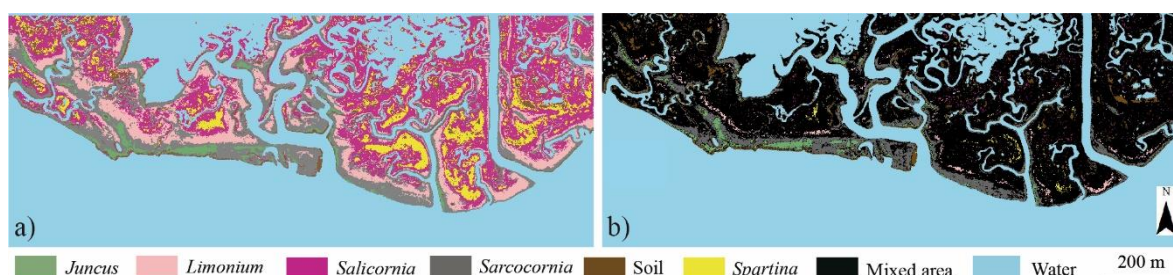 a)
b)
N
Juncus Limonium Salicornia Sarcocornia Soil Spartina Mixed area Water 200 m